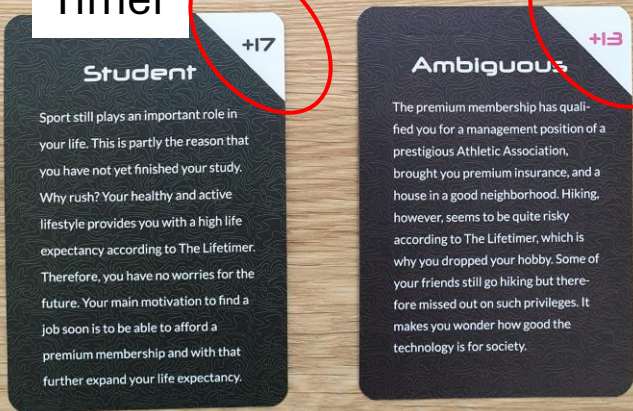 Timer
+17
Student
Sport still plays an important role in
your life. This is partly the reason that
you have not yet finished your study.
Why rush? Your healthy and active
lifestyle provides you with a high life
expectancy according to The Lifetimer.
Therefore, you have no worries for the
future. Your main motivation to find a
job soon is to be able to afford a
premium membership and with that
further expand your life expectancy.
+13
Ambiguous
The premium membership has quali-
fied you for a management position of a
prestigious Athletic Association,
brought you premium insurance, and a
house in a good neighborhood. Hiking,
however, seems to be quite risky
according to The Lifetimer, which is
why you dropped your hobby. Some of
your friends still go hiking but there-
fore missed out on such privileges. It
makes you wonder how good the
technology is for society.